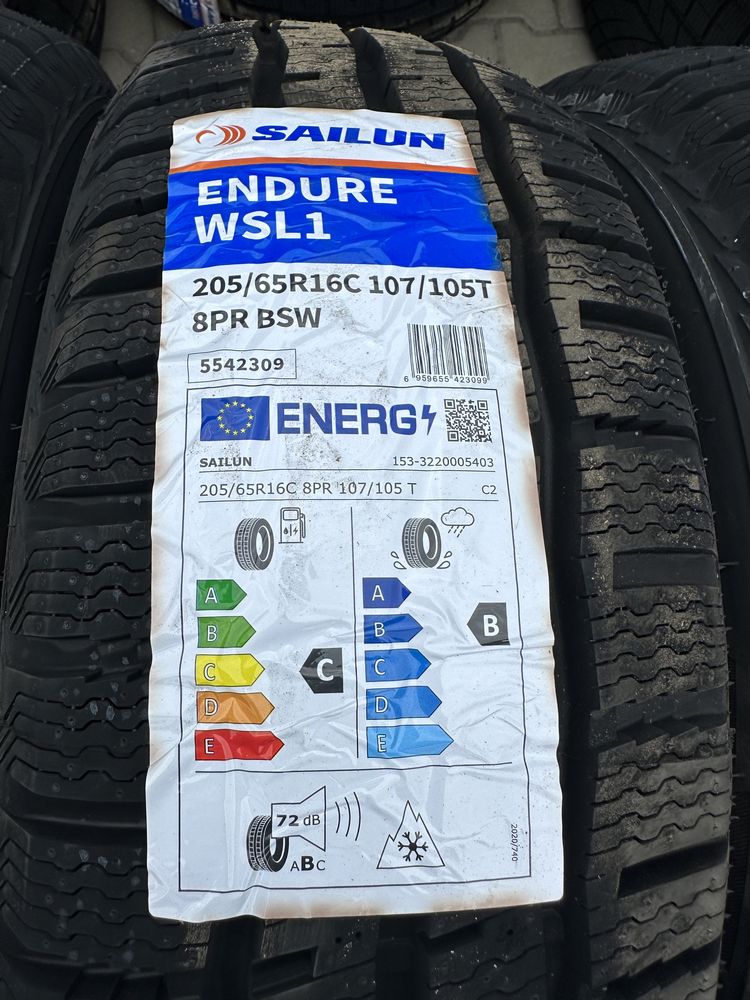 SAILUN
ENDURE
WSL1
205/65R16C 107/105T
8PR BSW
5542309
6 959655 423099
ENERG
SAILUN 153-3220005403
205/65R16C 8PR 107/105 T C2
A A
B B B
C C C
D D
E E
72 dB
ABC
2020/740